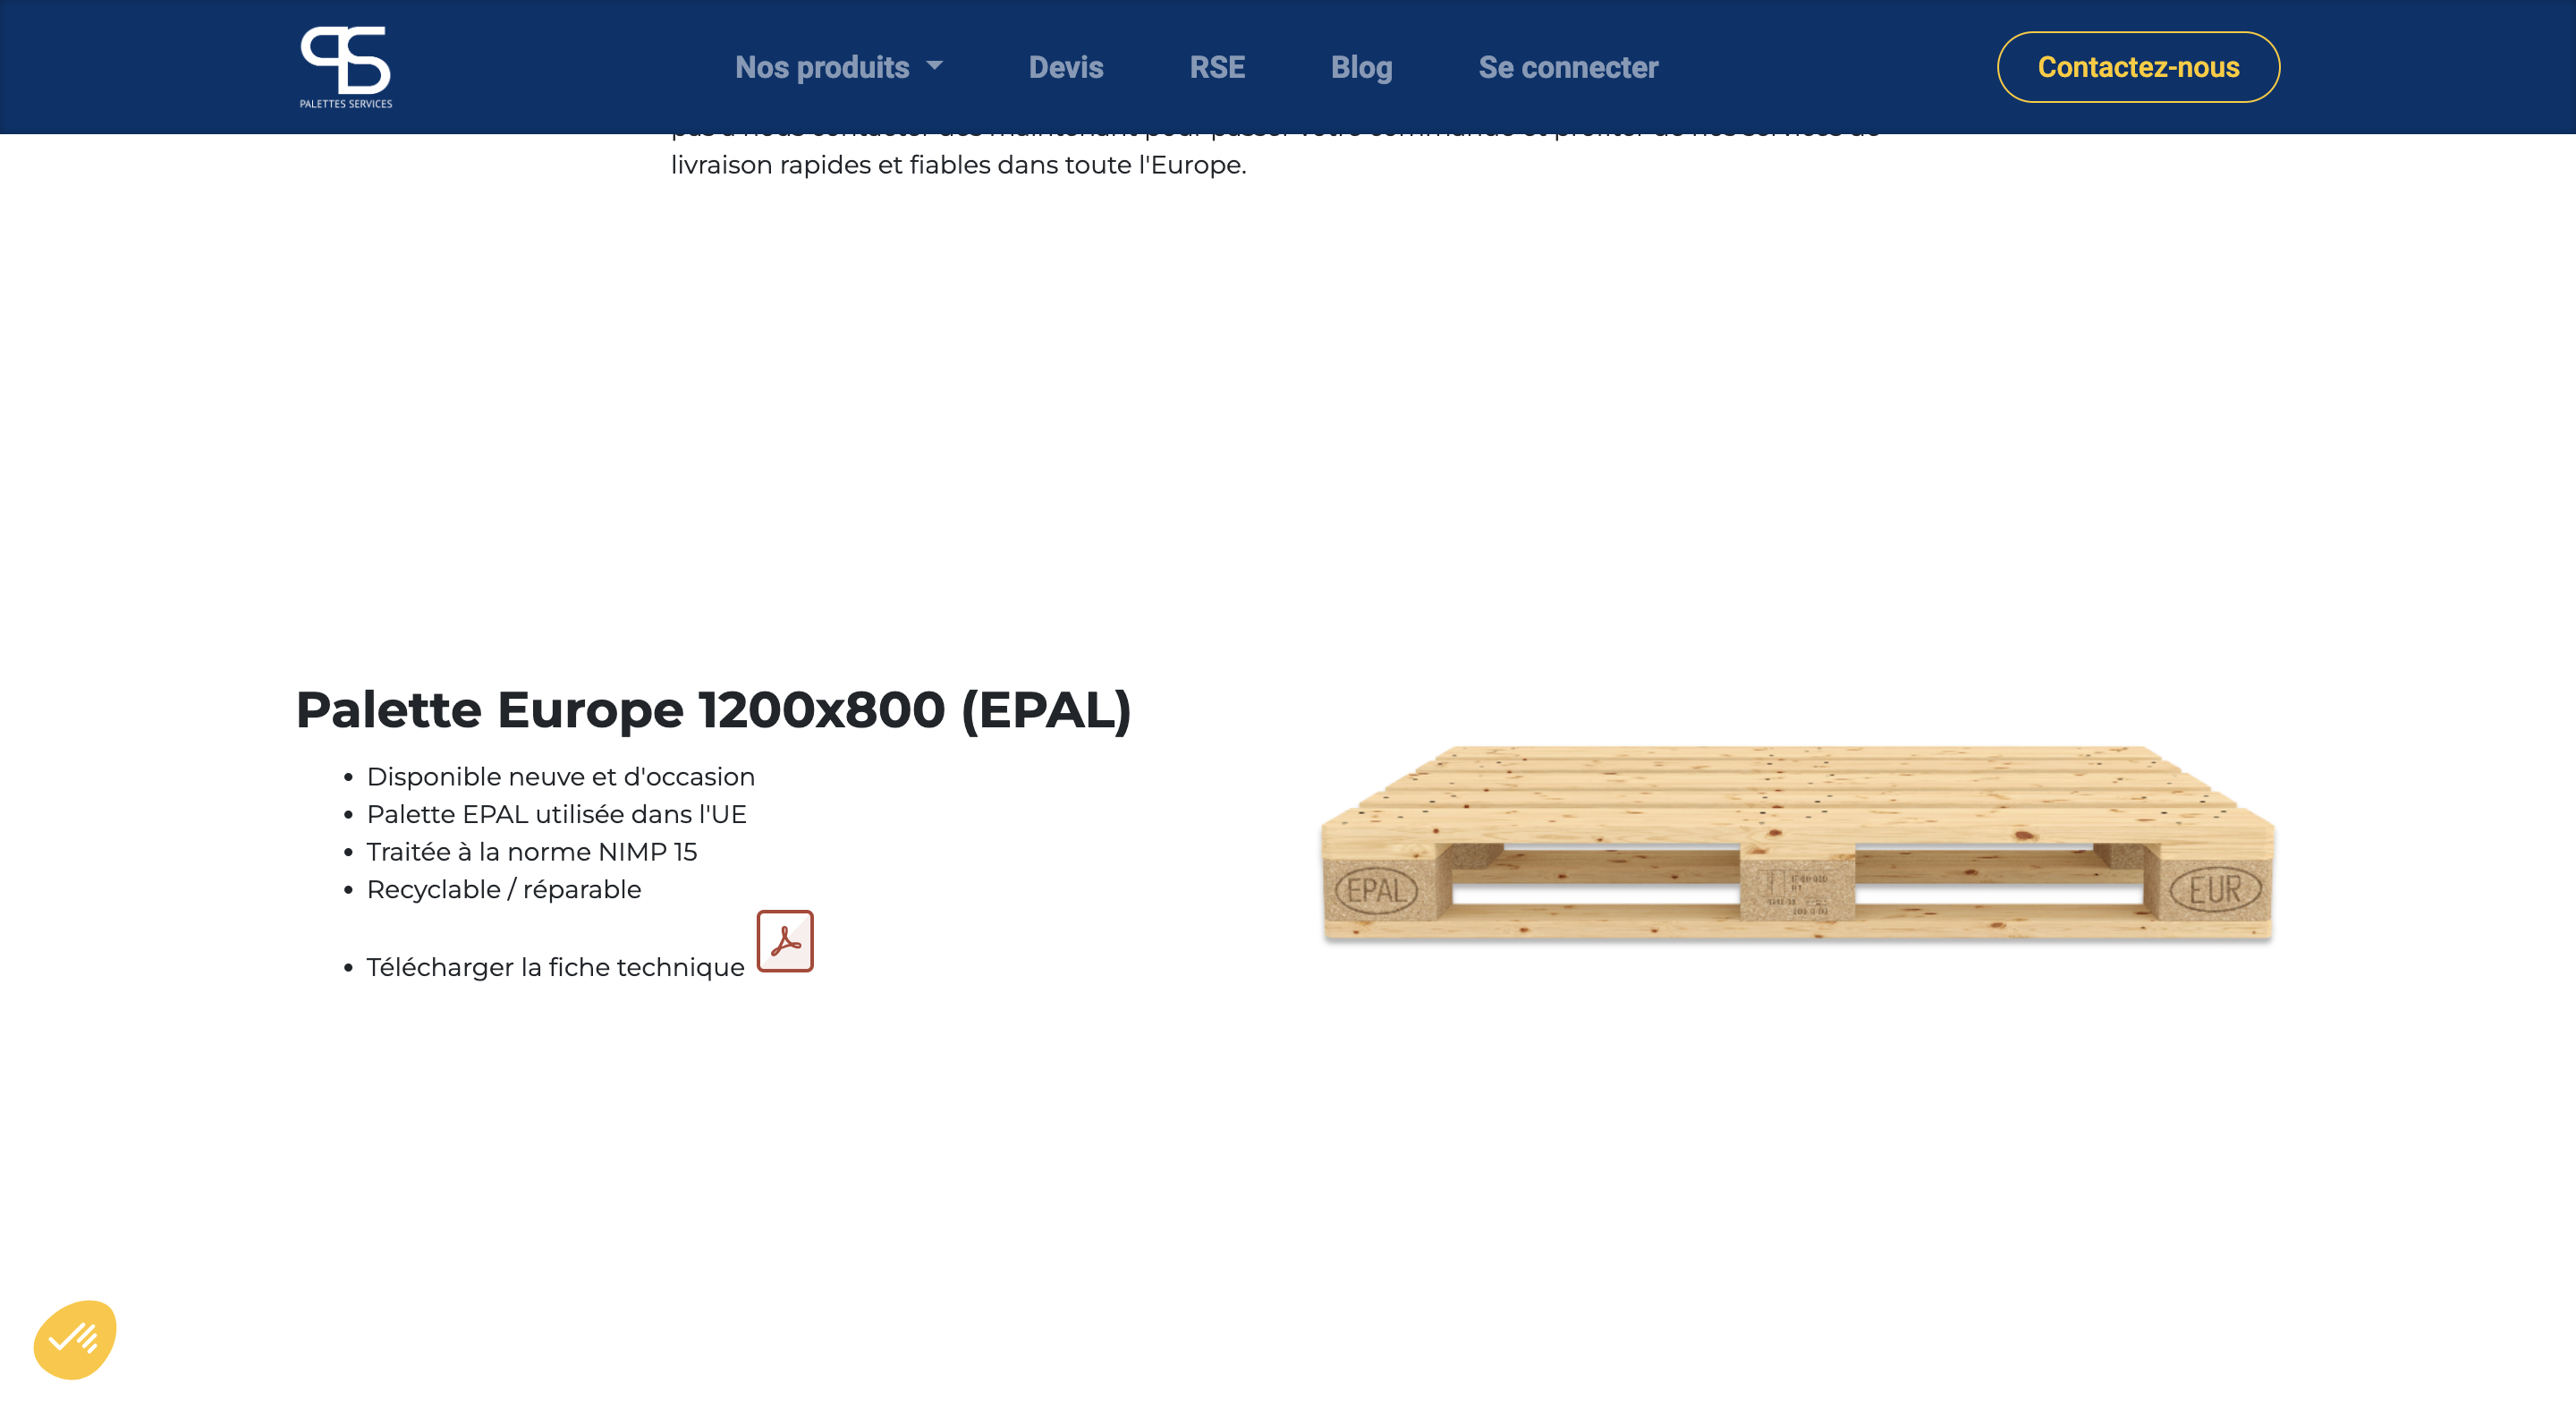 PALETTES SERVICES
Nos produits
Devis
RSE
Blog
Se connecter
Contactez-nous
livraison rapides et fiables dans toute l'Europe.
Palette Europe 1200x800 (EPAL)
Disponible neuve et d'occasion
Palette EPAL utilisée dans l'UE
Traitée à la norme NIMP 15
Recyclable / réparable
Télécharger la fiche technique
EPAL
EUR